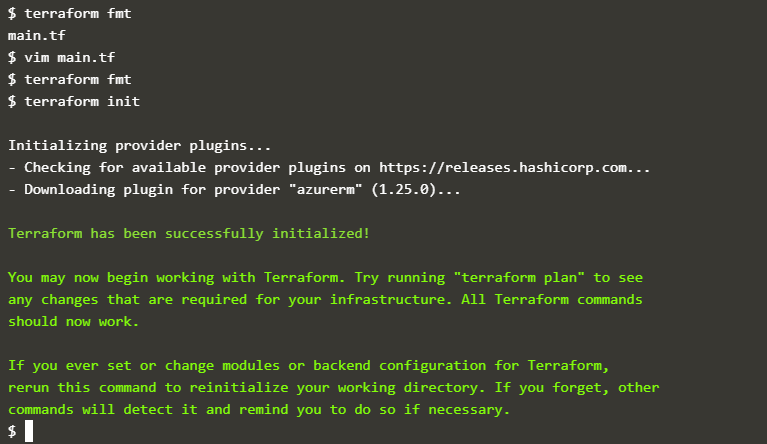 $ terraform fmt
main.tf
$ vim main.tf
$ terraform fmt
$ terraform init
Initializing provider plugins...
- Checking for available provider plugins on https://releases.hashicorp.com...
- Downloading plugin for provider "azurerm" (1.25.0)...
Terraform has been successfully initialized!
You may now begin working with Terraform. Try running "terraform plan" to see
any changes that are required for your infrastructure. All Terraform commands
should now work.
If you ever set or change modules or backend configuration for Terraform,
rerun this command to reinitialize your working directory. If you forget, other
commands will detect it and remind you to do so if necessary.
$